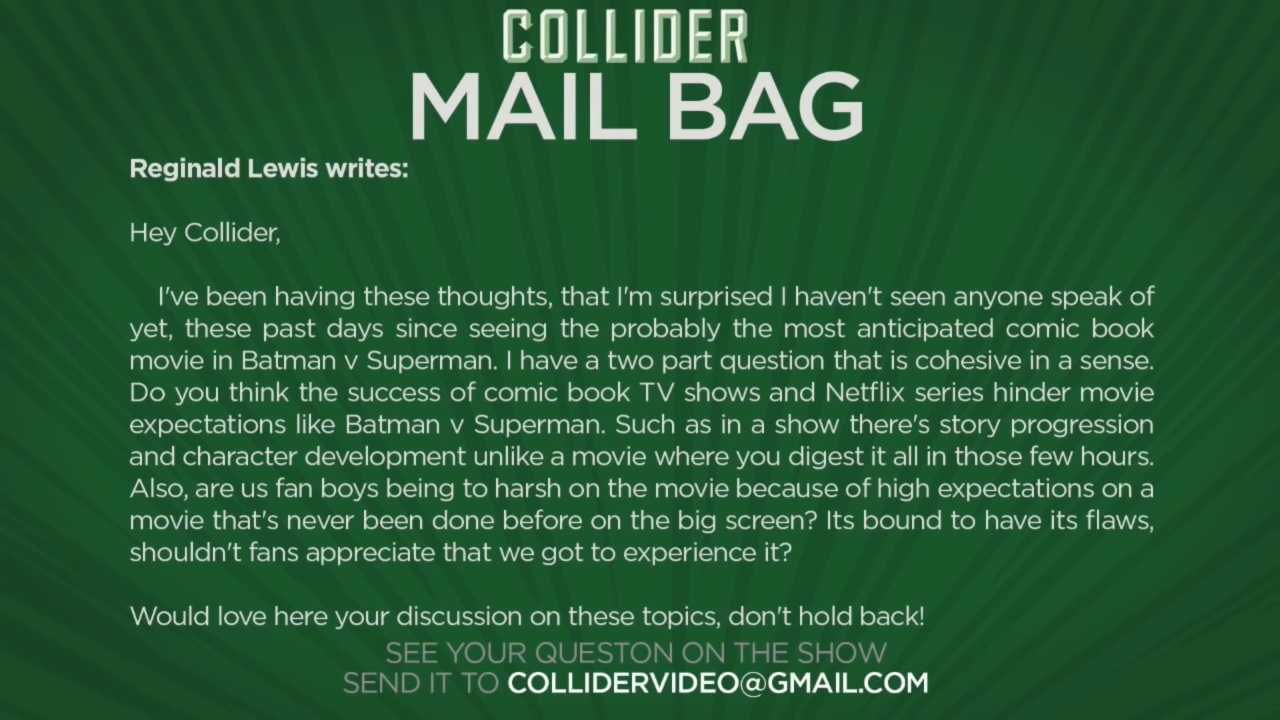 COLLIDER
MAIL BAG
Reginald Lewis writes:
Hey Collider,
I've been having these thoughts, that I'm surprised I haven't seen anyone speak of
yet, these past days since seeing the probably the most anticipated comic book
movie in Batman v Superman. I have a two part question that is cohesive in a sense.
Do you think the success of comic book TV shows and Netflix series hinder movie
expectations like Batman v Superman. Such as in a show there's story progression
and character development unlike a movie where you digest it all in those few hours.
Also, are us fan boys being to harsh on the movie because of high expectations on a
movie that's never been done before on the big screen? Its bound to have its flaws,
shouldn't fans appreciate that we got to experience it?
Would love here your discussion on these topics, don't hold back!
SEE YOUR QUESTON ON THE SHOW
SEND IT TO COLLIDERVIDEO@GMAIL.COM